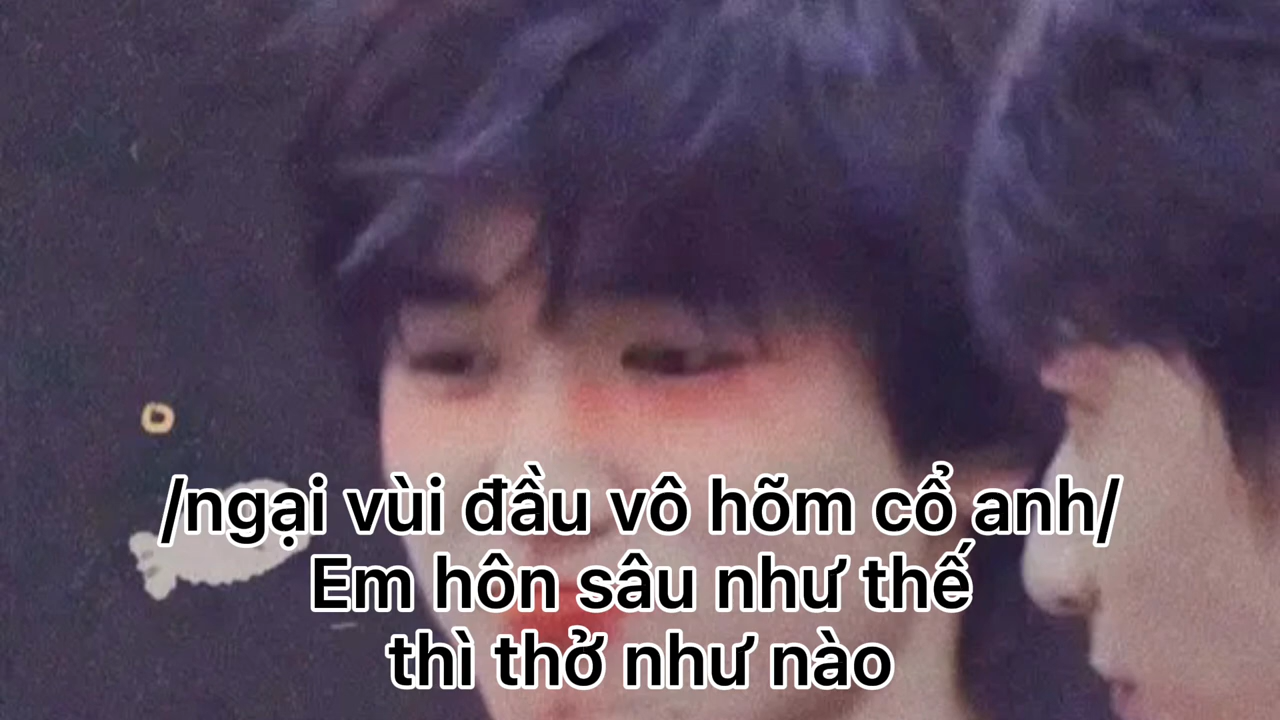 /ngại vùi đầu vô hõm cổ anh/
Em hôn sâu như thế
thì thở như nào